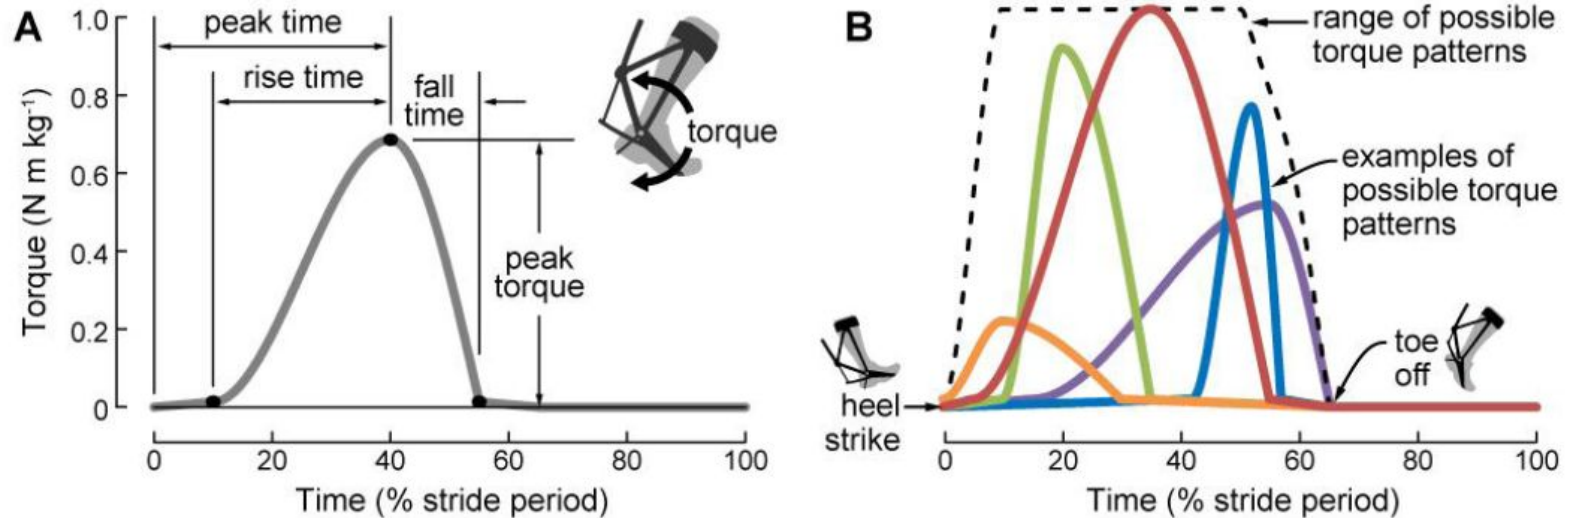 A
peak time
rise time
fall
time
torque
peak
torque
Torque (N m kg⁻¹)
1.0
0.8
0.6
0.4
0.2
0
0 20 40 60 80 100
Time (% stride period)
B
range of possible
torque patterns
examples of
possible torque
patterns
toe
off
heel
strike
0 20 40 60 80 100
Time (% stride period)